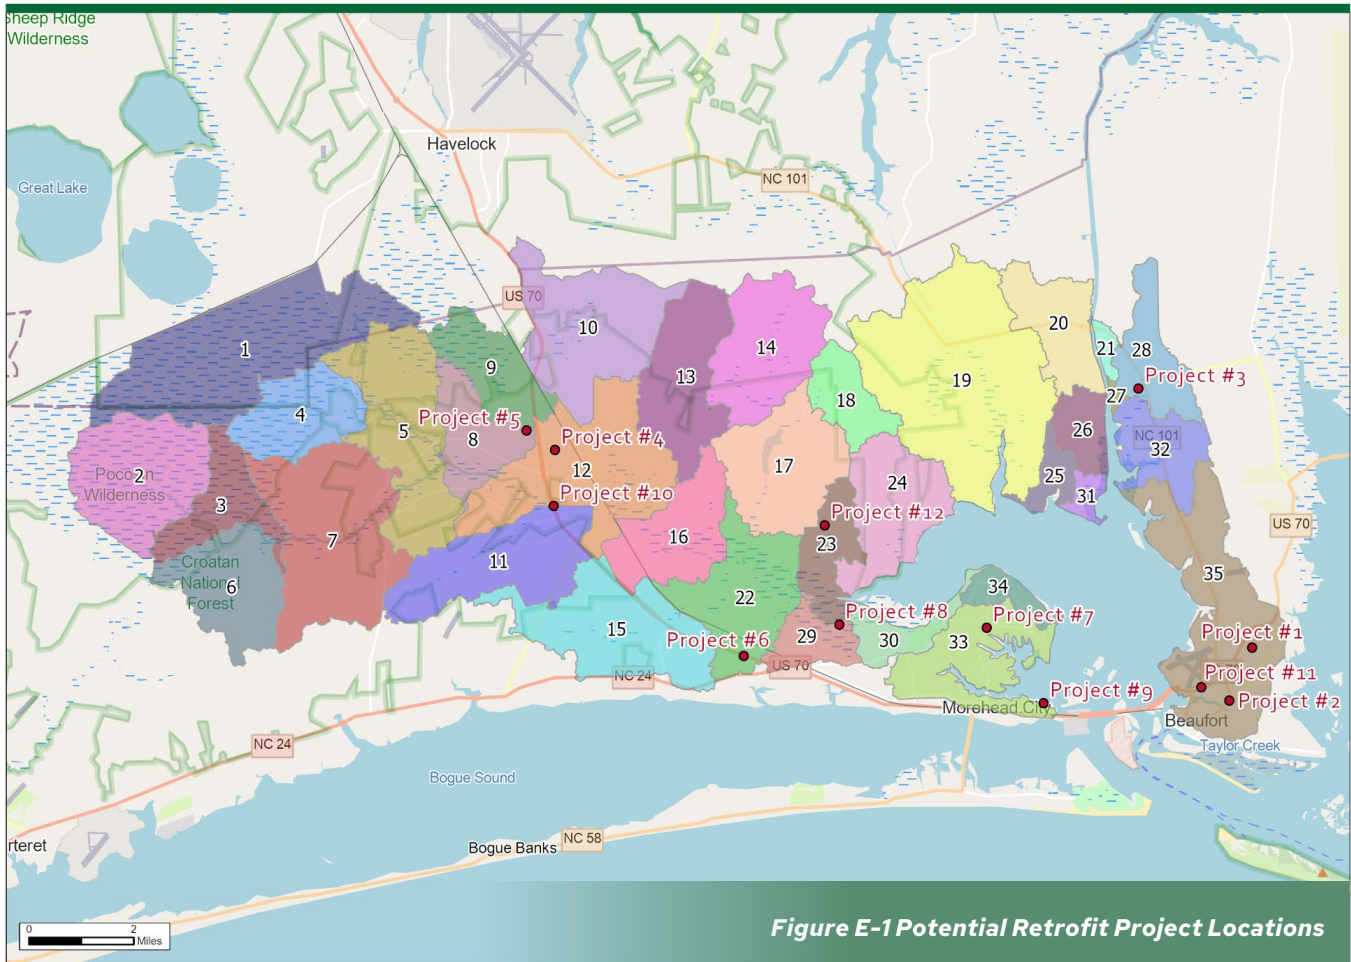 Sheep Ridge
Wilderness
Havelock
Great Lake
NC 101
US 70
10
20
1
9
14
13
19
21
28
Project #3
27
4
Project #5
8
5
18
26
NC 101
32
Project #4
12
2
Pocosin
Wilderness
17
24
25
31
3
Project #10
Project #12
US 70
7
16
23
11
Croatan
National
Forest
6
35
34
22
15
Project #8
Project #7
Project #6
29
30
33
Project #1
US 70
NC 24
Project #11
Project #9
Project #2
Morehead City
Beaufort
NC 24
Taylor Creek
Bogue Sound
rteret
NC 58
Bogue Banks
0 2
Miles
Figure E-1 Potential Retrofit Project Locations